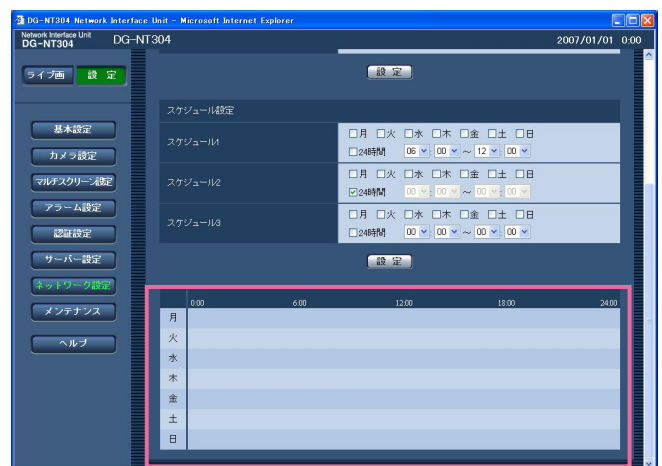 DG-NT304 Network Interface Unit - Microsoft Internet Explorer
Network Interface Unit
DG-NT304 DG-NT304 2007/01/01 0:00
ライブ画 設 定
設 定
スケジュール設定
基本設定
カメラ設定
マルチスクリーン設定
アラーム設定
認証設定
サーバー設定
ネットワーク設定
メンテナンス
ヘルプ
スケジュール1 月 火 水 木 金 土 日
24時間 06 : 00 ～ 12 : 00
スケジュール2 月 火 水 木 金 土 日
24時間 00 : 00 ～ 00 : 00
スケジュール3 月 火 水 木 金 土 日
24時間 00 : 00 ～ 00 : 00
設 定
0:00 6:00 12:00 18:00 24:00
月
火
水
木
金
土
日